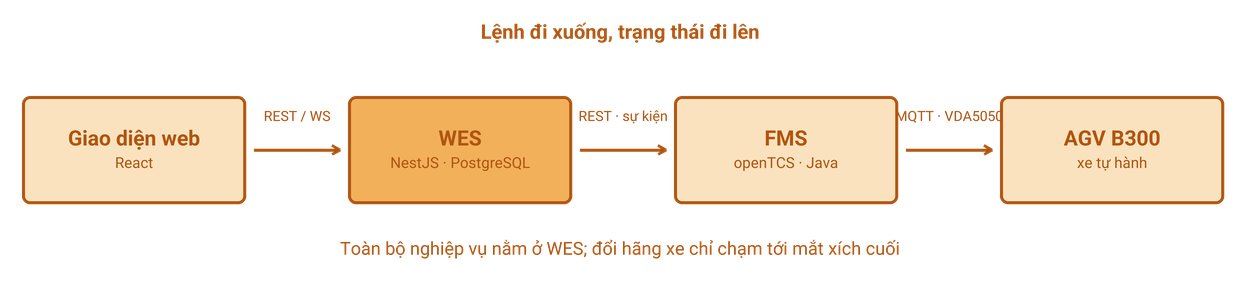 Lệnh đi xuống, trạng thái đi lên
REST / WS
REST · sự kiện
MQTT · VDA5050
Giao diện web
WES
FMS
AGV B300
React
NestJS · PostgreSQL
openTCS · Java
xe tự hành
Toàn bộ nghiệp vụ nằm ở WES; đổi hãng xe chỉ chạm tới mắt xích cuối